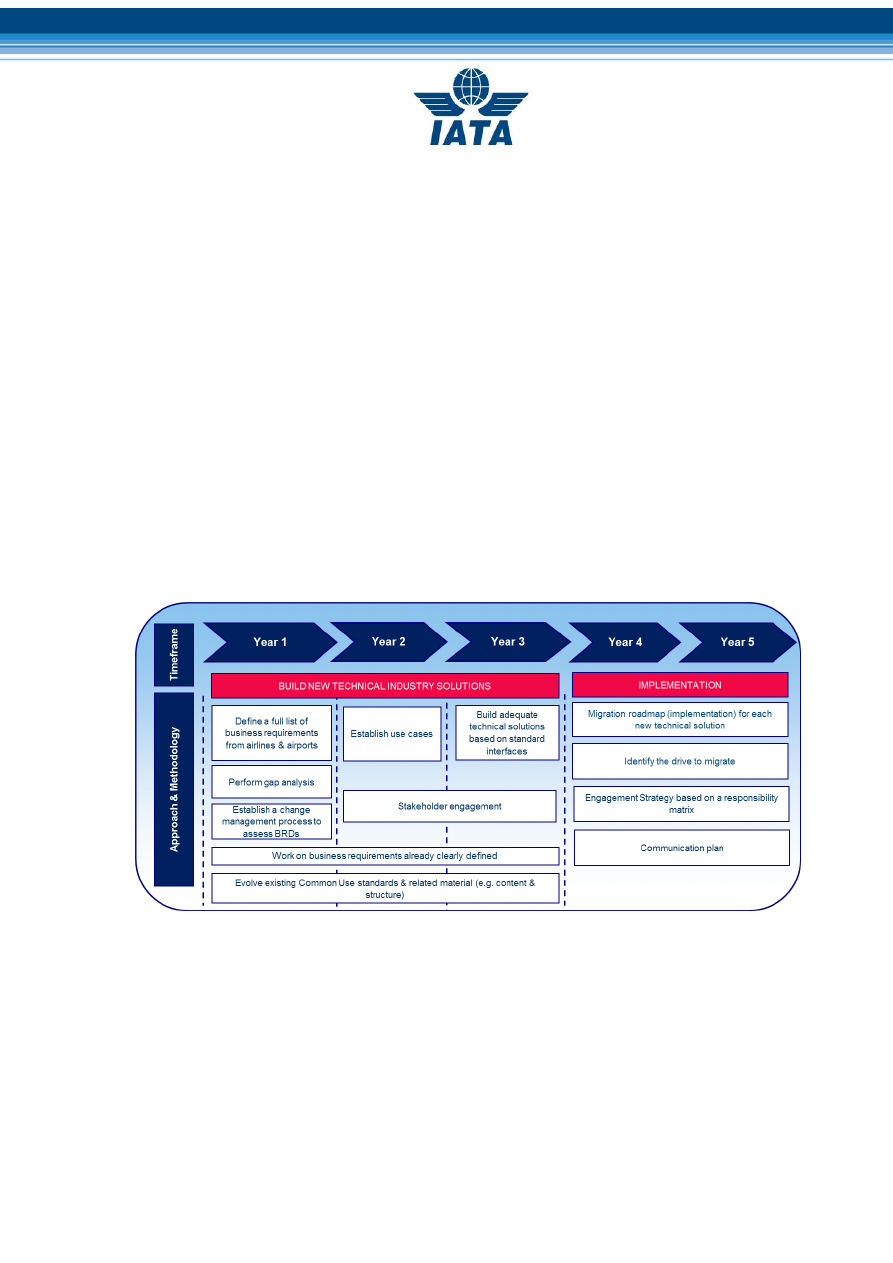 IATA
Timeframe
Year 1
Year 2
Year 3
Year 4
Year 5
Approach & Methodology
BUILD NEW TECHNICAL INDUSTRY SOLUTIONS
Define a full list of
business requirements
from airlines & airports
Establish use cases
Build adequate
technical solutions
based on standard
interfaces
Perform gap analysis
Establish a change
management process to
assess BRDs
Stakeholder engagement
Work on business requirements already clearly defined
Evolve existing Common Use standards & related material (e.g. content &
structure)
IMPLEMENTATION
Migration roadmap (implementation) for each
new technical solution
Identify the drive to migrate
Engagement Strategy based on a responsibility
matrix
Communication plan